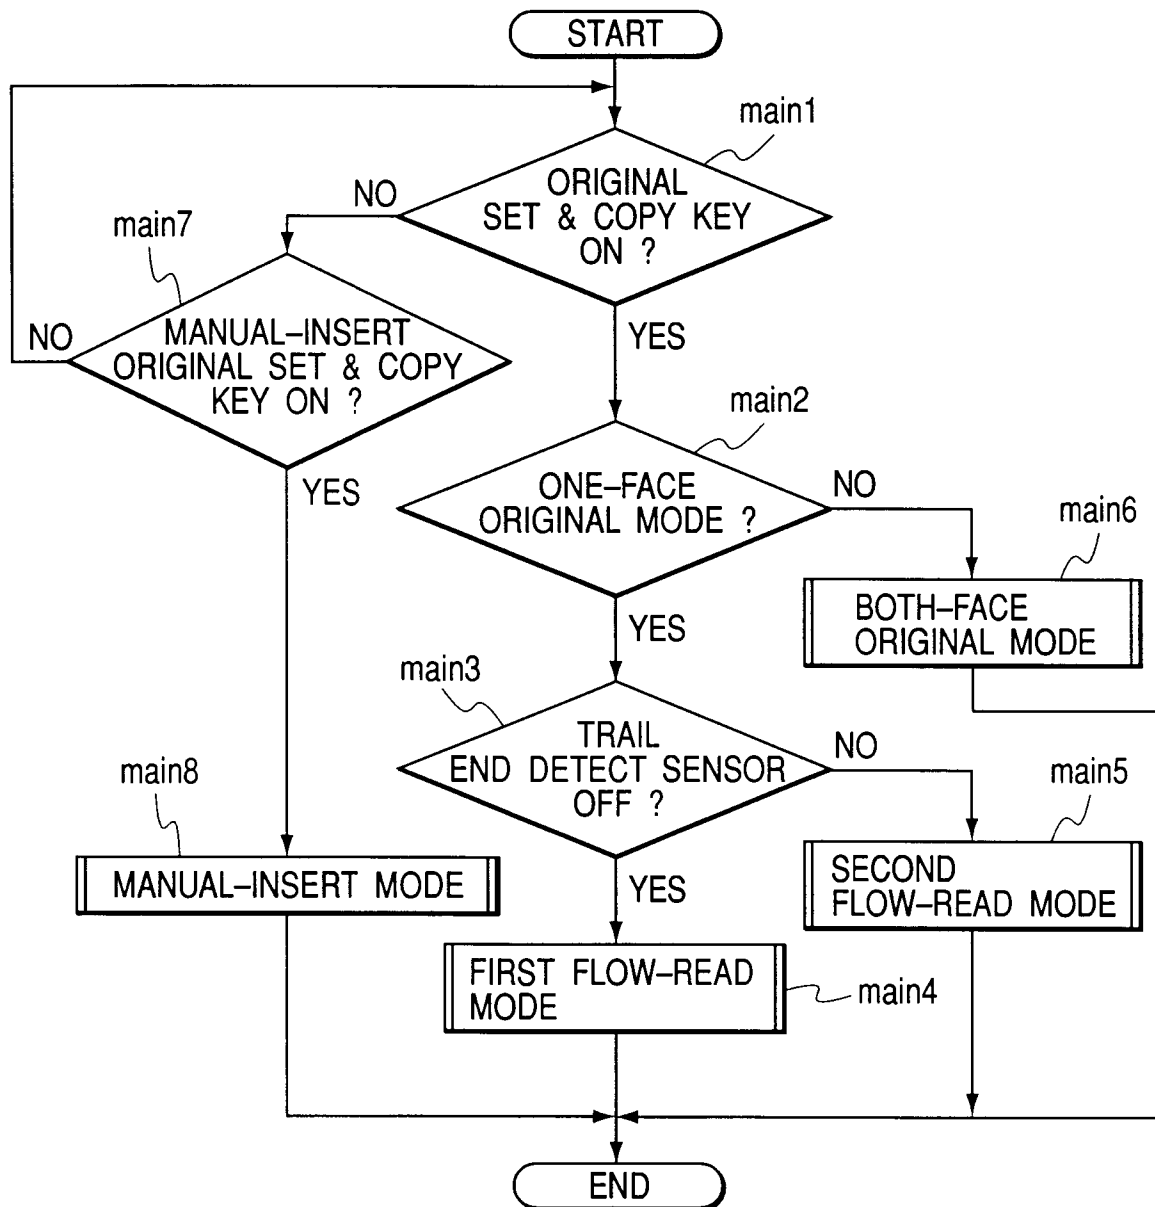 START
main1
ORIGINAL
SET & COPY KEY
ON ?
NO
YES
main7
MANUAL–INSERT
ORIGINAL SET & COPY
KEY ON ?
NO
YES
main2
ONE–FACE
ORIGINAL MODE ?
NO
YES
main6
BOTH–FACE
ORIGINAL MODE
main3
TRAIL
END DETECT SENSOR
OFF ?
NO
YES
main5
SECOND
FLOW–READ MODE
main8
MANUAL–INSERT MODE
FIRST FLOW–READ
MODE
main4
END